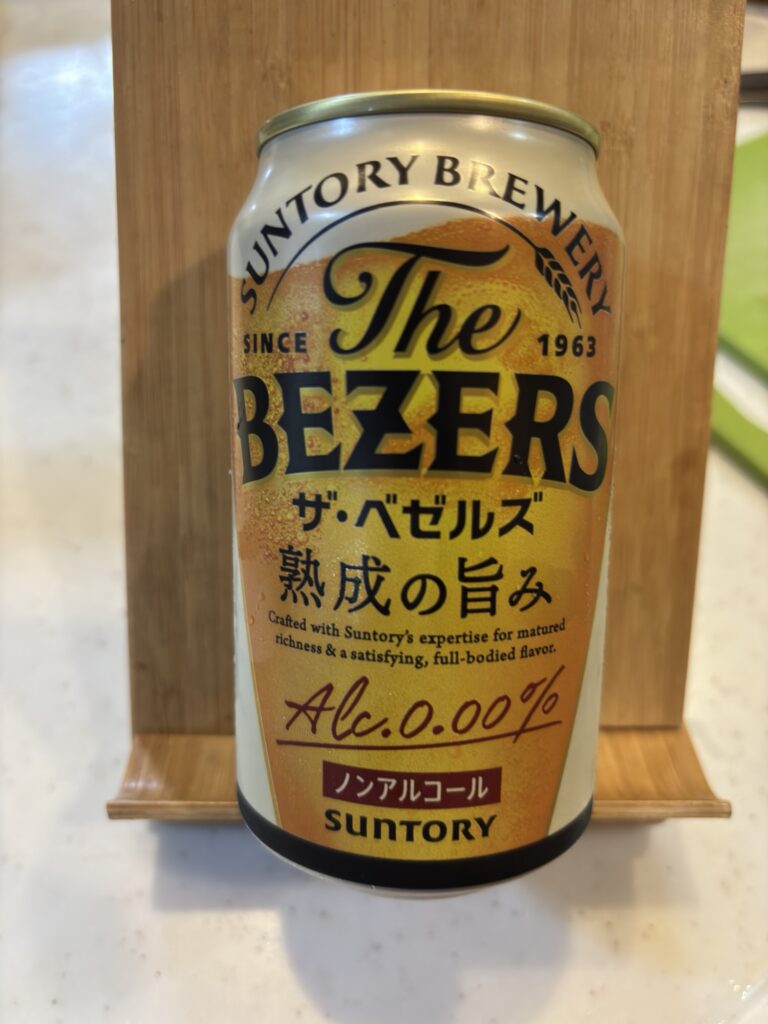 SUNTORY BREWERY
The
SINCE 1963
BEZERS
ザ・ベゼルズ
熟成の旨み
Crafted with Suntory's expertise for matured
richness & a satisfying, full-bodied flavor.
Alc.0.00%
ノンアルコール
SUNTORY